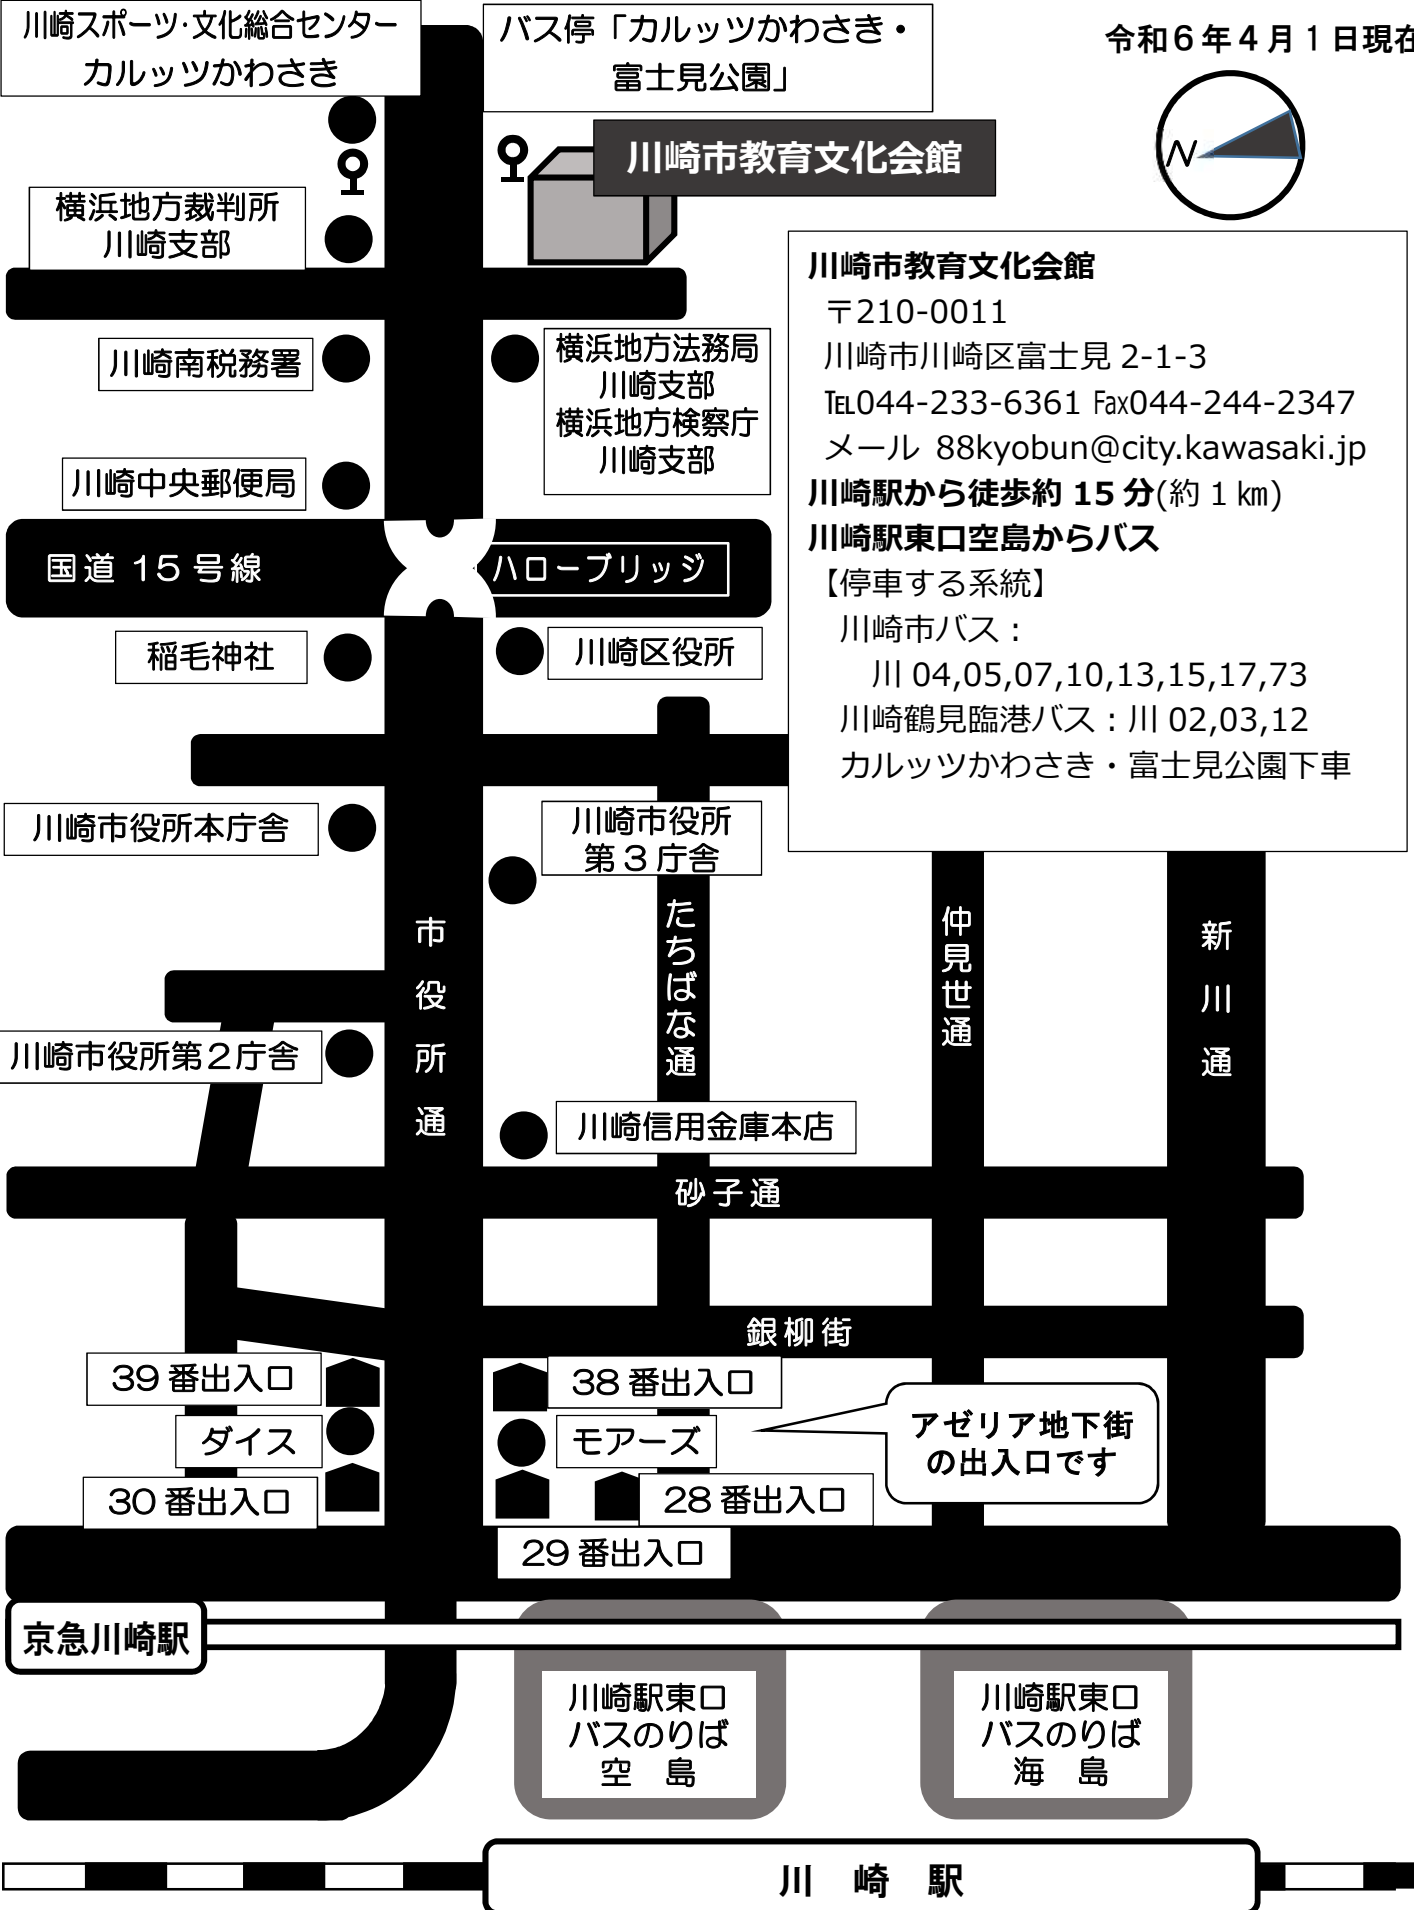 川崎スポーツ・文化総合センター
カルッツかわさき
バス停「カルッツかわさき・
富士見公園」
令和６年４月１日現在
N
川崎市教育文化会館
横浜地方裁判所
川崎支部
川崎市教育文化会館
〒210-0011
川崎市川崎区富士見 2-1-3
℡044-233-6361 Fax044-244-2347
メール 88kyobun@city.kawasaki.jp
川崎駅から徒歩約 15 分(約 1 ㎞)
川崎駅東口空島からバス
【停車する系統】
川崎市バス：
川 04,05,07,10,13,15,17,73
川崎鶴見臨港バス：川 02,03,12
カルッツかわさき・富士見公園下車
川崎南税務署
横浜地方法務局
川崎支部
横浜地方検察庁
川崎支部
川崎中央郵便局
国道 15 号線
ハローブリッジ
稲毛神社
川崎区役所
川崎市役所本庁舎
川崎市役所
第３庁舎
市役所通
たちばな通
仲見世通
新川通
川崎市役所第２庁舎
川崎信用金庫本店
砂子通
銀柳街
39 番出入口
38 番出入口
アゼリア地下街
の出入口です
ダイス
モアーズ
30 番出入口
28 番出入口
29 番出入口
京急川崎駅
川崎駅東口
バスのりば
空　島
川崎駅東口
バスのりば
海　島
川　崎　駅